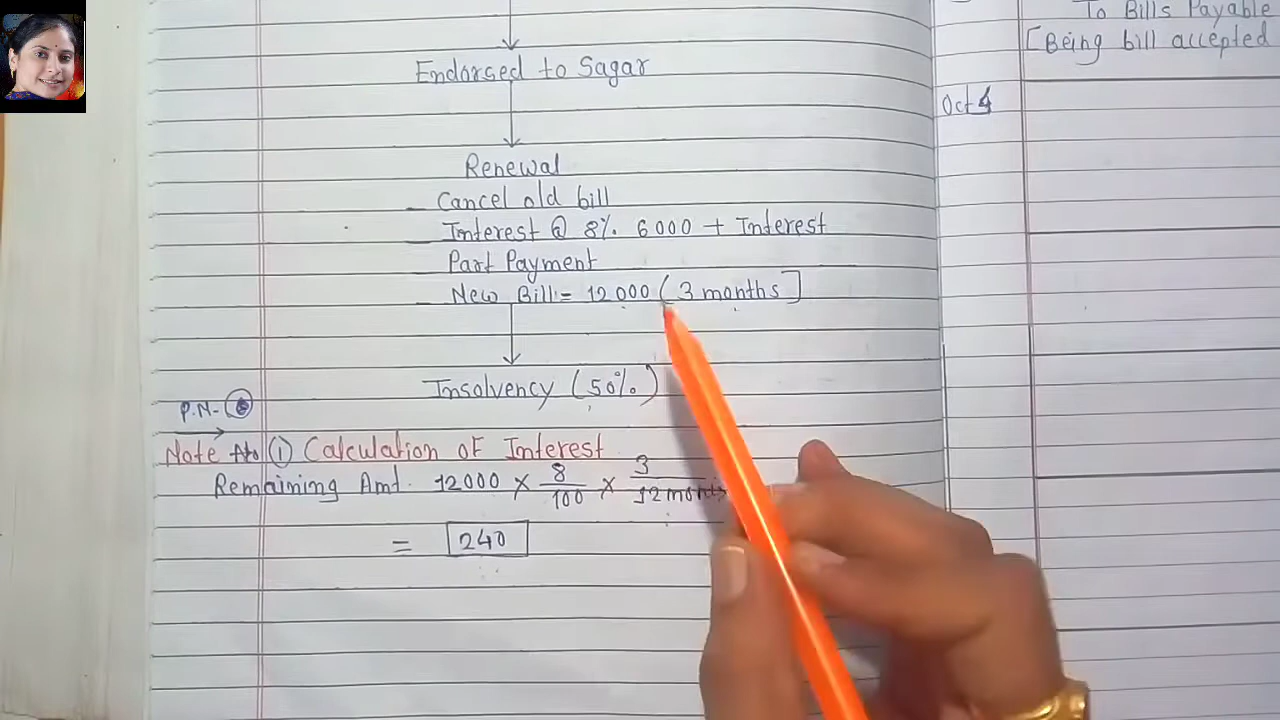 Endorsed to Sagar
Renewal
Cancel old bill
Interest @ 8% 6000 + Interest
Part Payment
New Bill = 12000 (3 months]
Insolvency (50%)
P.N-
Note No (1) Calculation of Interest
Remaining Amt. 12000 × 8/100 × 3/12 months
= 240
To Bills Payable
[Being bill accepted
Oct 4